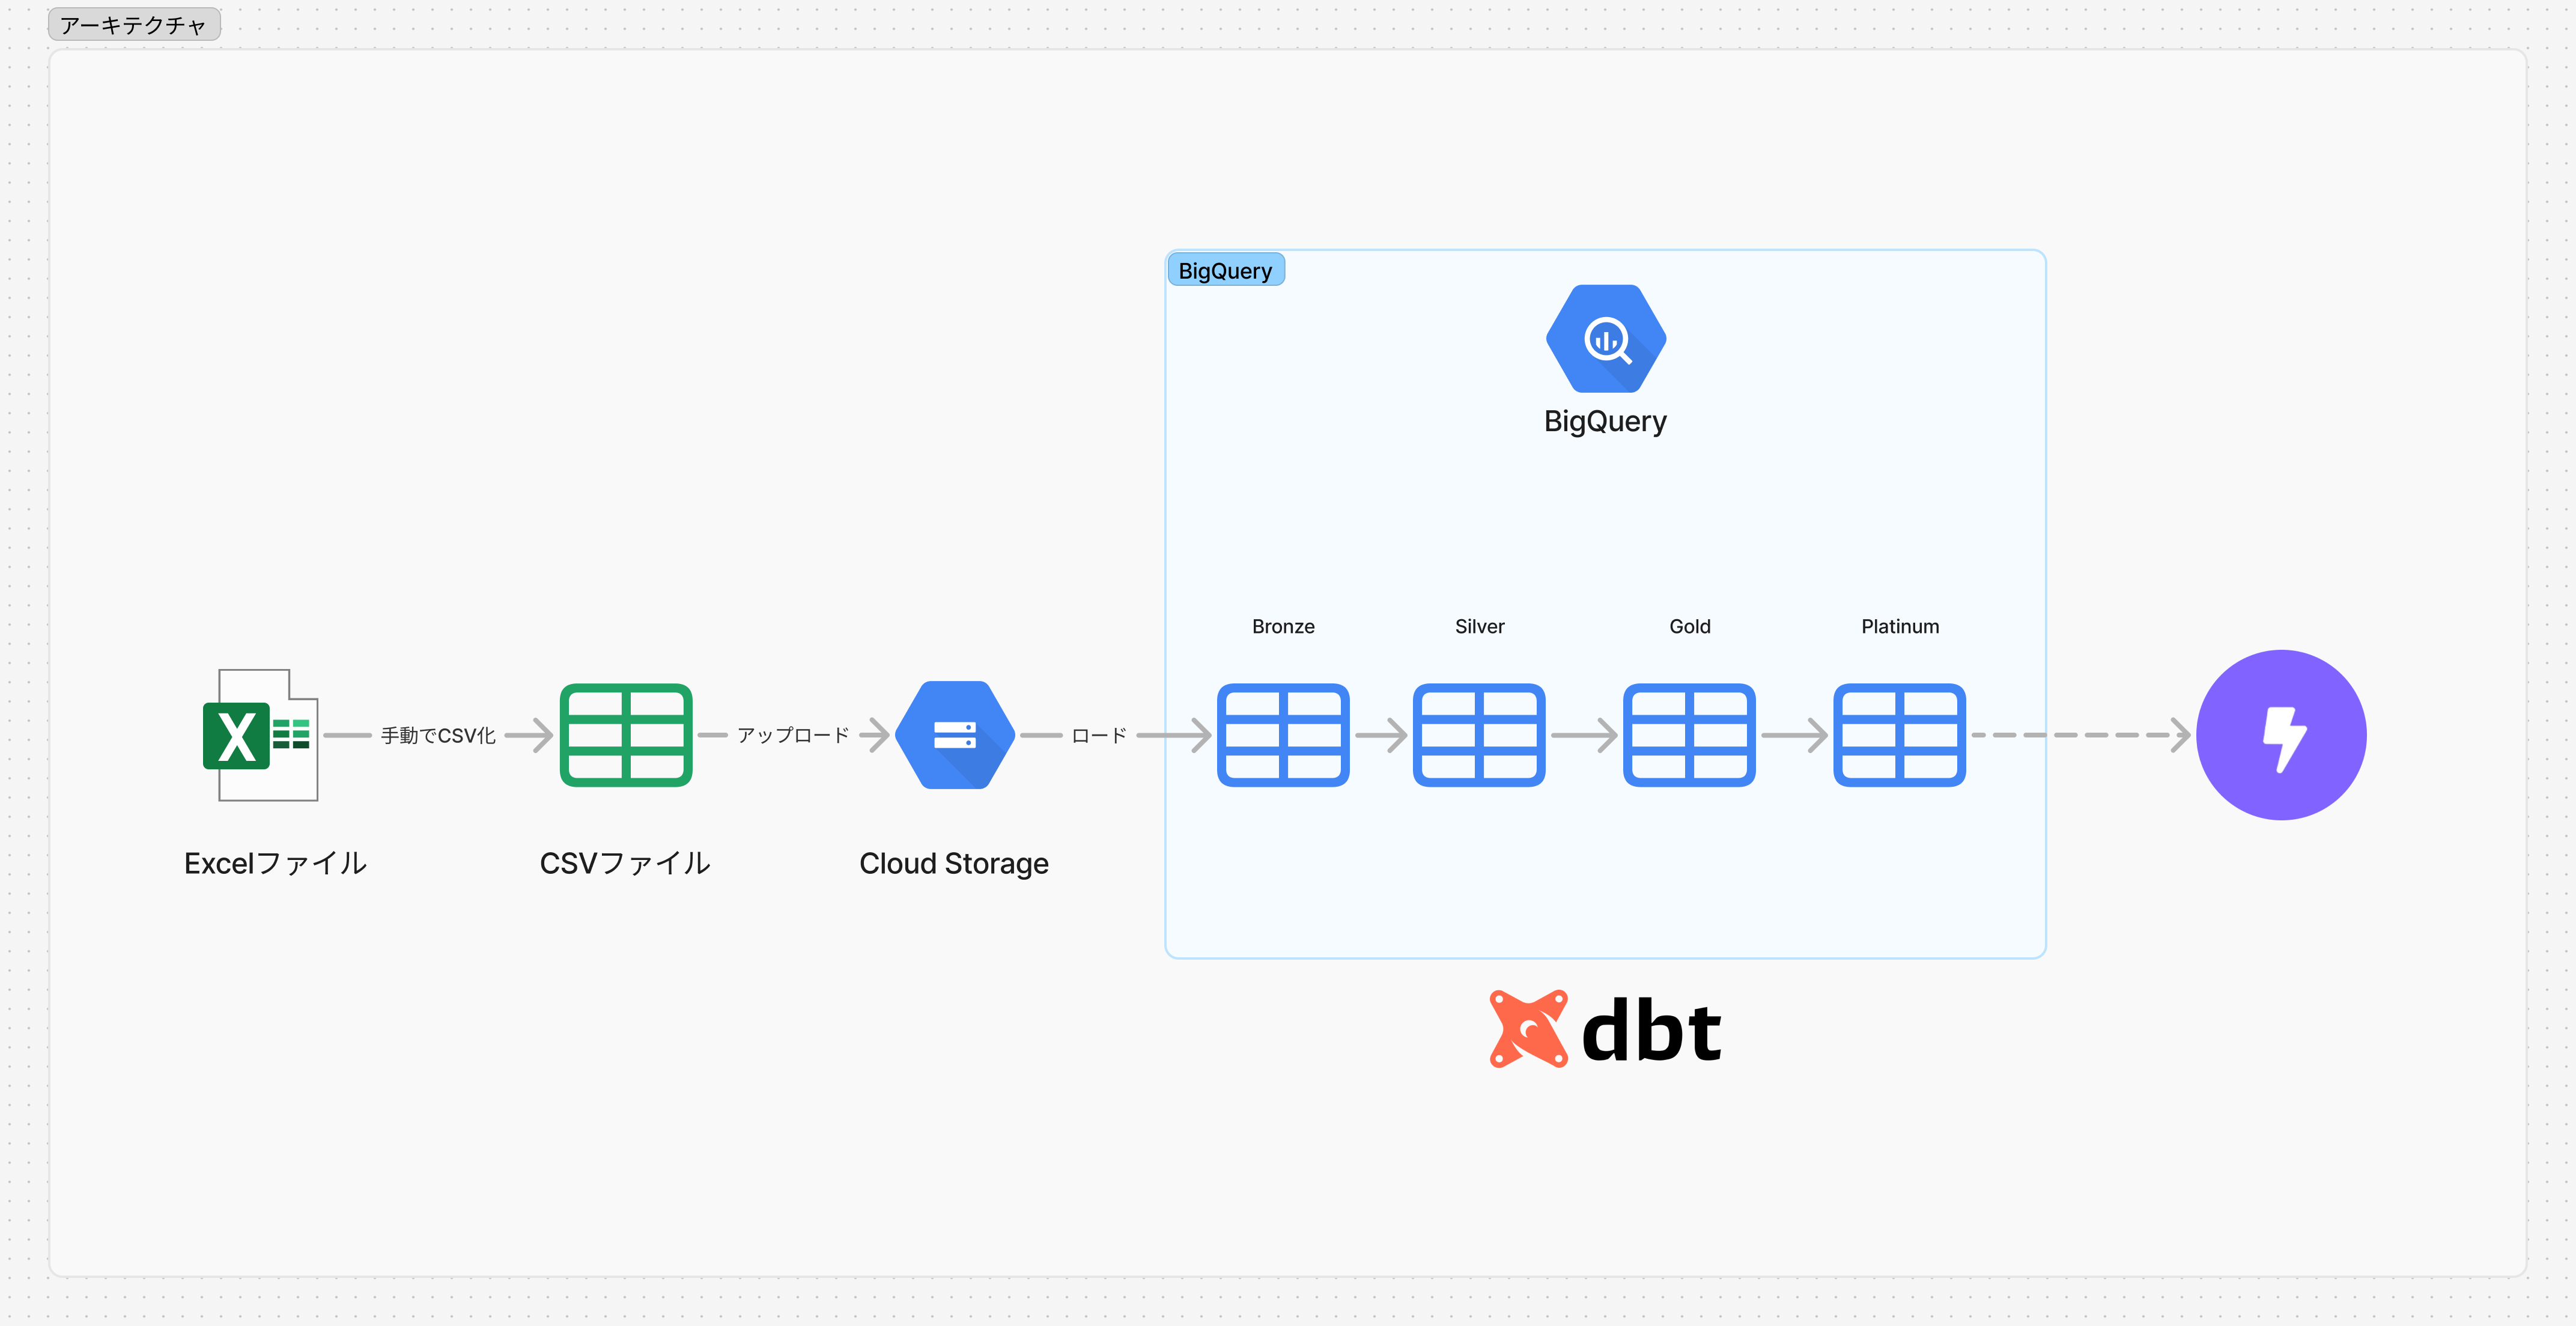 アーキテクチャ
BigQuery
BigQuery
Bronze
Silver
Gold
Platinum
X
手動でCSV化
アップロード
ロード
Excelファイル
CSVファイル
Cloud Storage
dbt